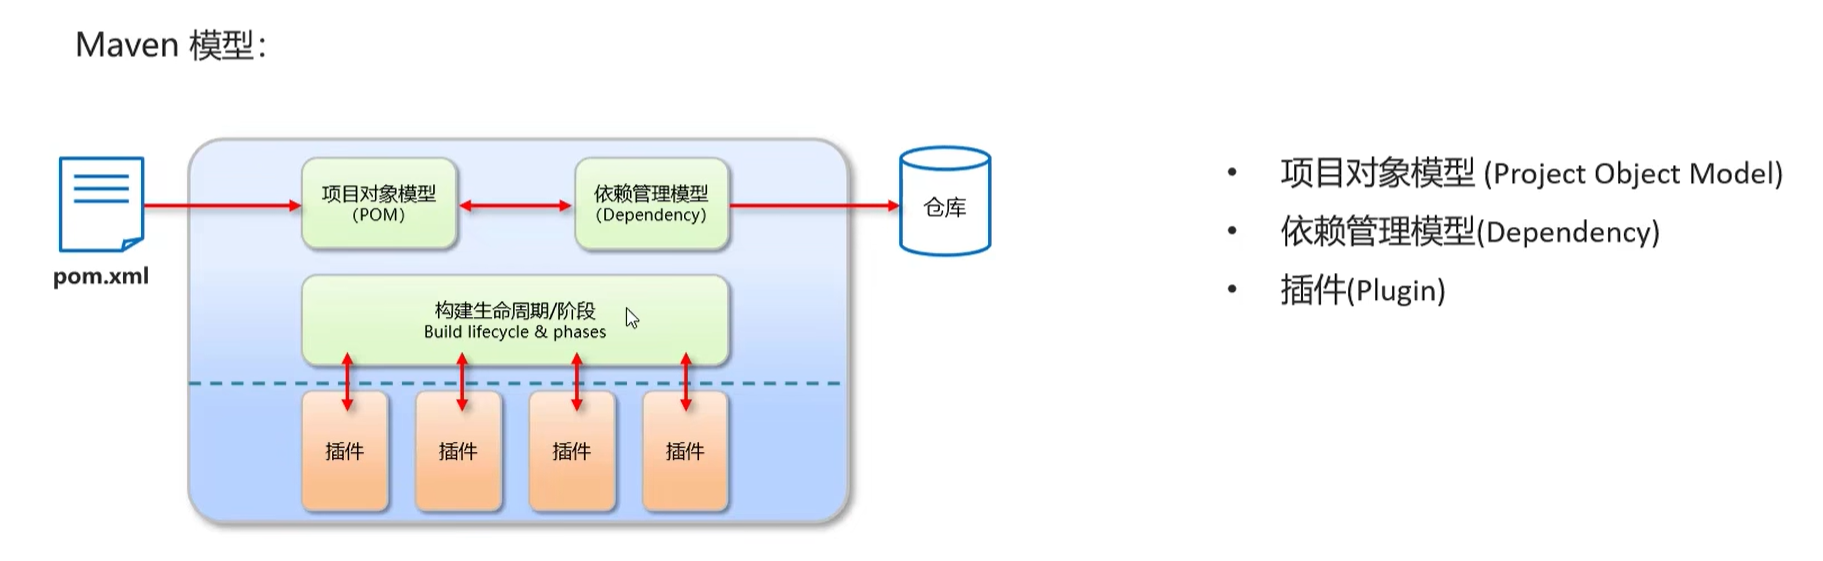 Maven 模型：
项目对象模型
（POM）
依赖管理模型
（Dependency）
仓库
pom.xml
构建生命周期/阶段
Build lifecycle & phases
插件
插件
插件
插件
• 项目对象模型 (Project Object Model)
• 依赖管理模型(Dependency)
• 插件(Plugin)